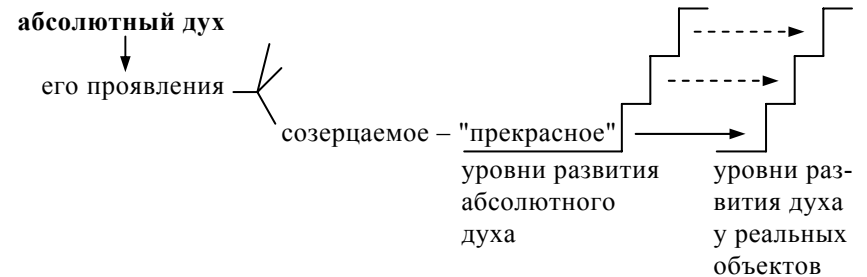 абсолютный дух
его проявления
созерцаемое – "прекрасное"
уровни развития
абсолютного
духа
уровни раз-
вития духа
у реальных
объектов